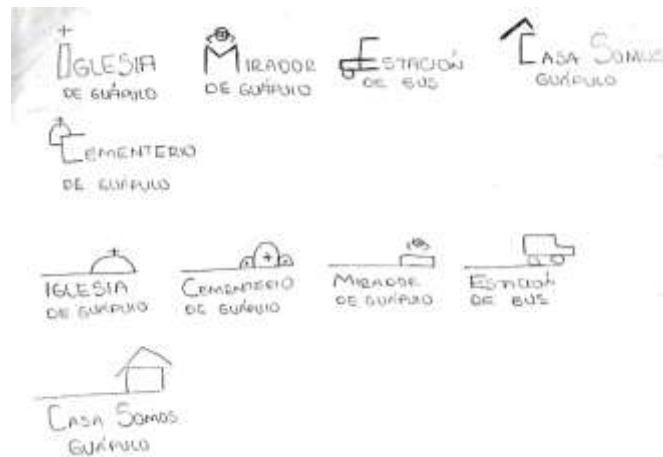 IGLESIA
DE GUÁPULO
MIRADOR
DE GUÁPULO
ESTACIÓN
DE BUS
CASA SOMOS
GUÁPULO
CEMENTERIO
DE GUÁPULO
IGLESIA
DE GUÁPULO
CEMENTERIO
DE GUÁPULO
MIRADOR
DE GUÁPULO
ESTACIÓN
DE BUS
CASA SOMOS
GUÁPULO